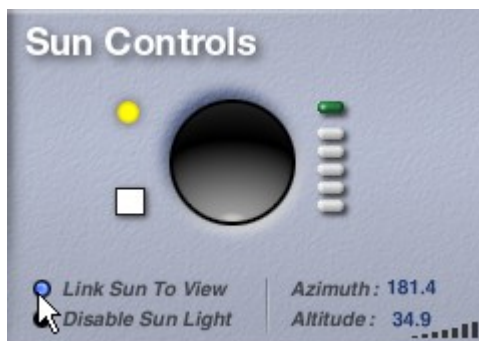 Sun Controls
Link Sun To View Azimuth: 181.4
Disable Sun Light Altitude: 34.9